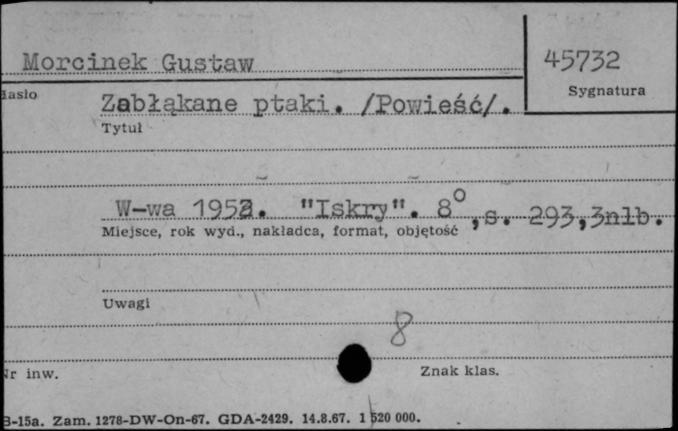 Morcinek Gustaw
45732
Hasło
Sygnatura
Zabłąkane ptaki. /Powieść/.
Tytuł
W-wa 1952. "Iskry". 8°, s. 293, 3nlb.
Miejsce, rok wyd., nakładca, format, objętość
Uwagi
8
Nr inw.
Znak klas.
B-15a. Zam. 1278-DW-On-67. GDA-2429. 14.8.67. 1 520 000.